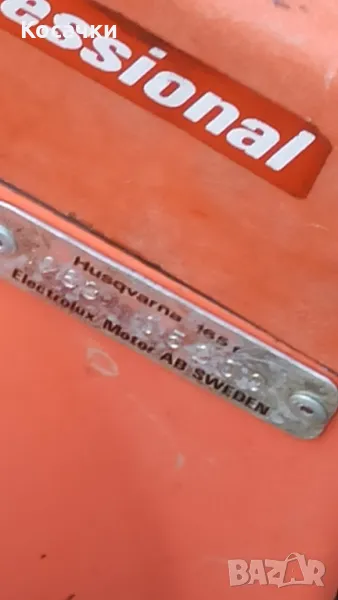 Косачки
essional
Husqvarna 165 r
Electrolux Motor AB SWEDEN
BAZAR